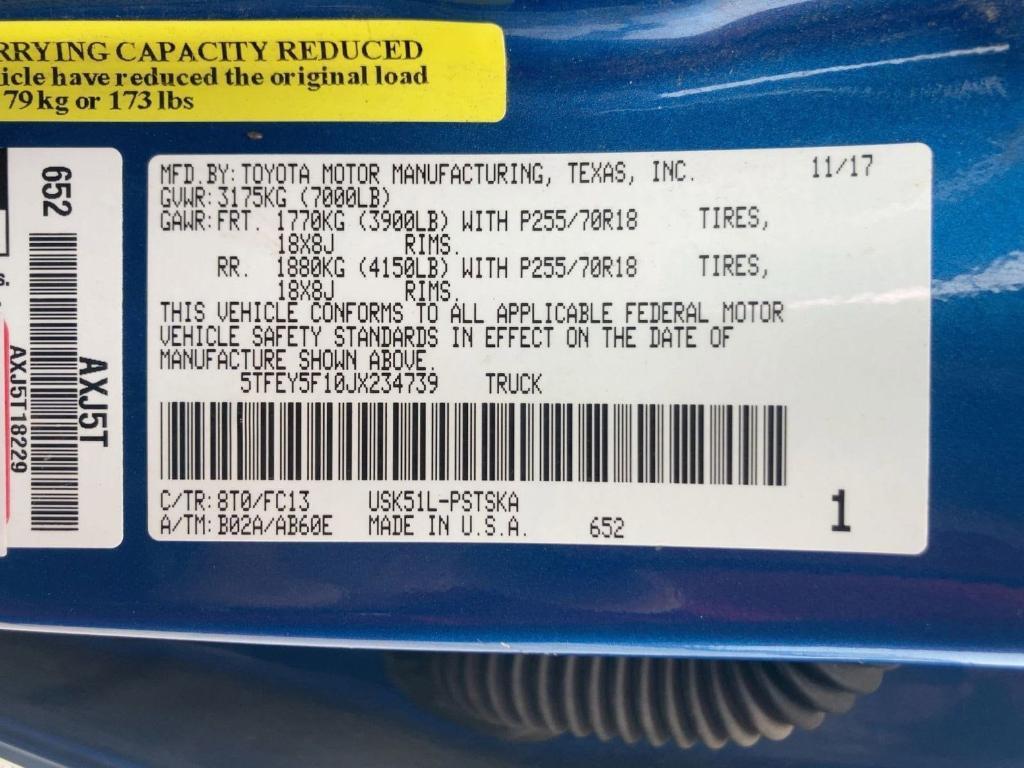 RRYING CAPACITY REDUCED
icle have reduced the original load
79 kg or 173 lbs
652
AXJ5T
AXJ5T18229
MFD.BY: TOYOTA MOTOR MANUFACTURING, TEXAS, INC. 11/17
GVWR: 3175KG (7000LB)
GAWR: FRT. 1770KG (3900LB) WITH P255/70R18 TIRES,
18X8J RIMS.
RR. 1880KG (4150LB) WITH P255/70R18 TIRES,
18X8J RIMS.
THIS VEHICLE CONFORMS TO ALL APPLICABLE FEDERAL MOTOR
VEHICLE SAFETY STANDARDS IN EFFECT ON THE DATE OF
MANUFACTURE SHOWN ABOVE.
5TFEY5F10JX234739 TRUCK
C/TR: 8T0/FC13 USK51L-PSTSKA
A/TM: B02A/AB60E MADE IN U.S.A. 652 1